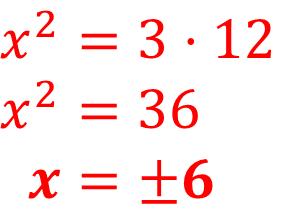 x² = 3 · 12
x² = 36
x = ±6